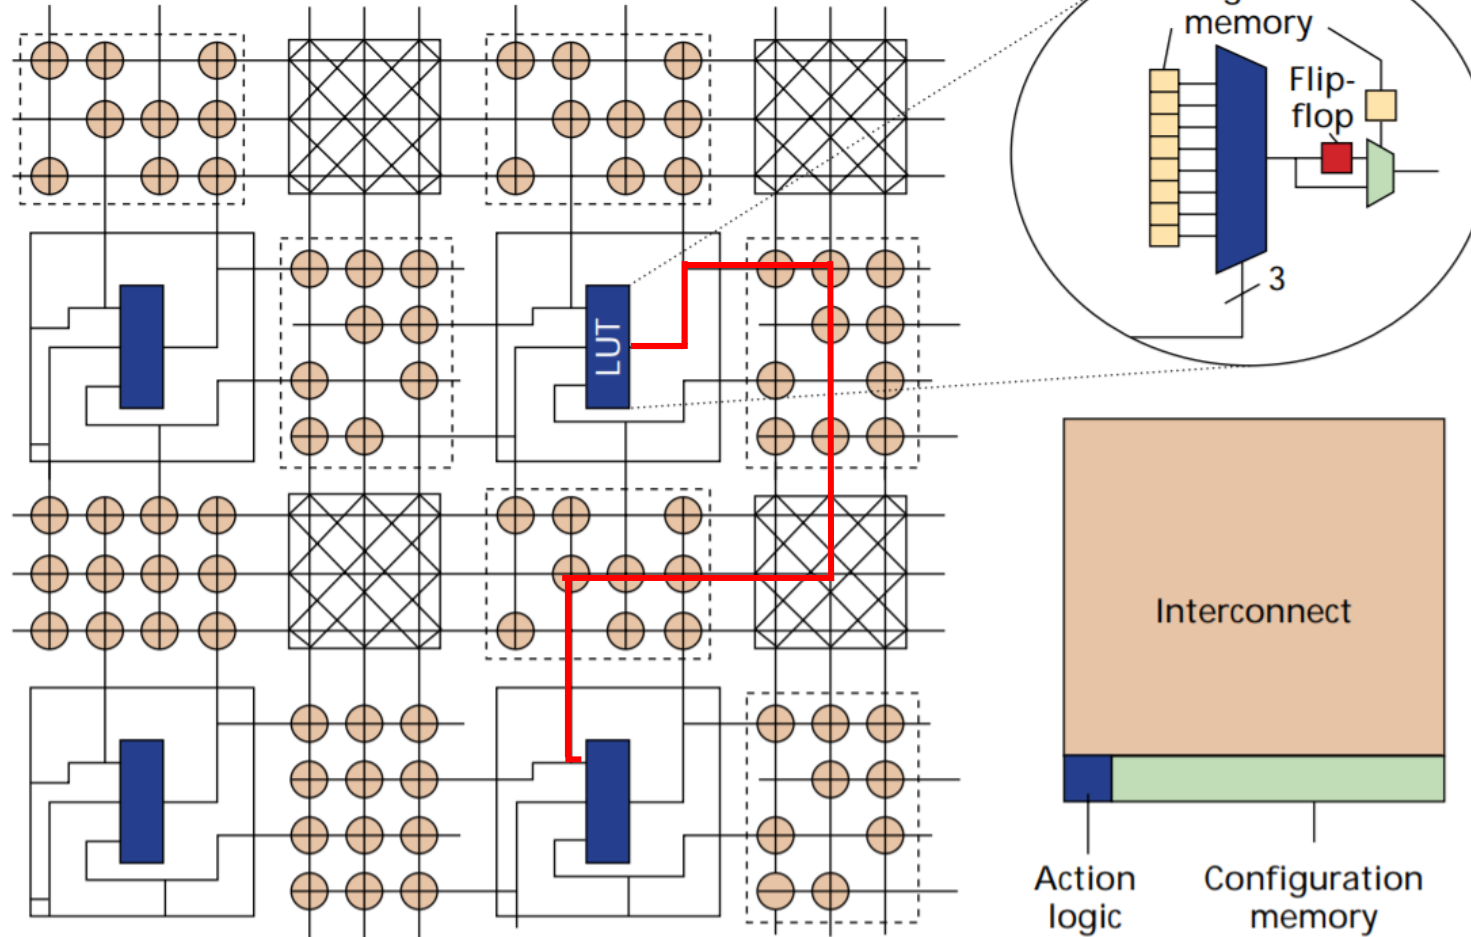 memory
Flip-
flop
3
LUT
Interconnect
Action
logic
Configuration
memory